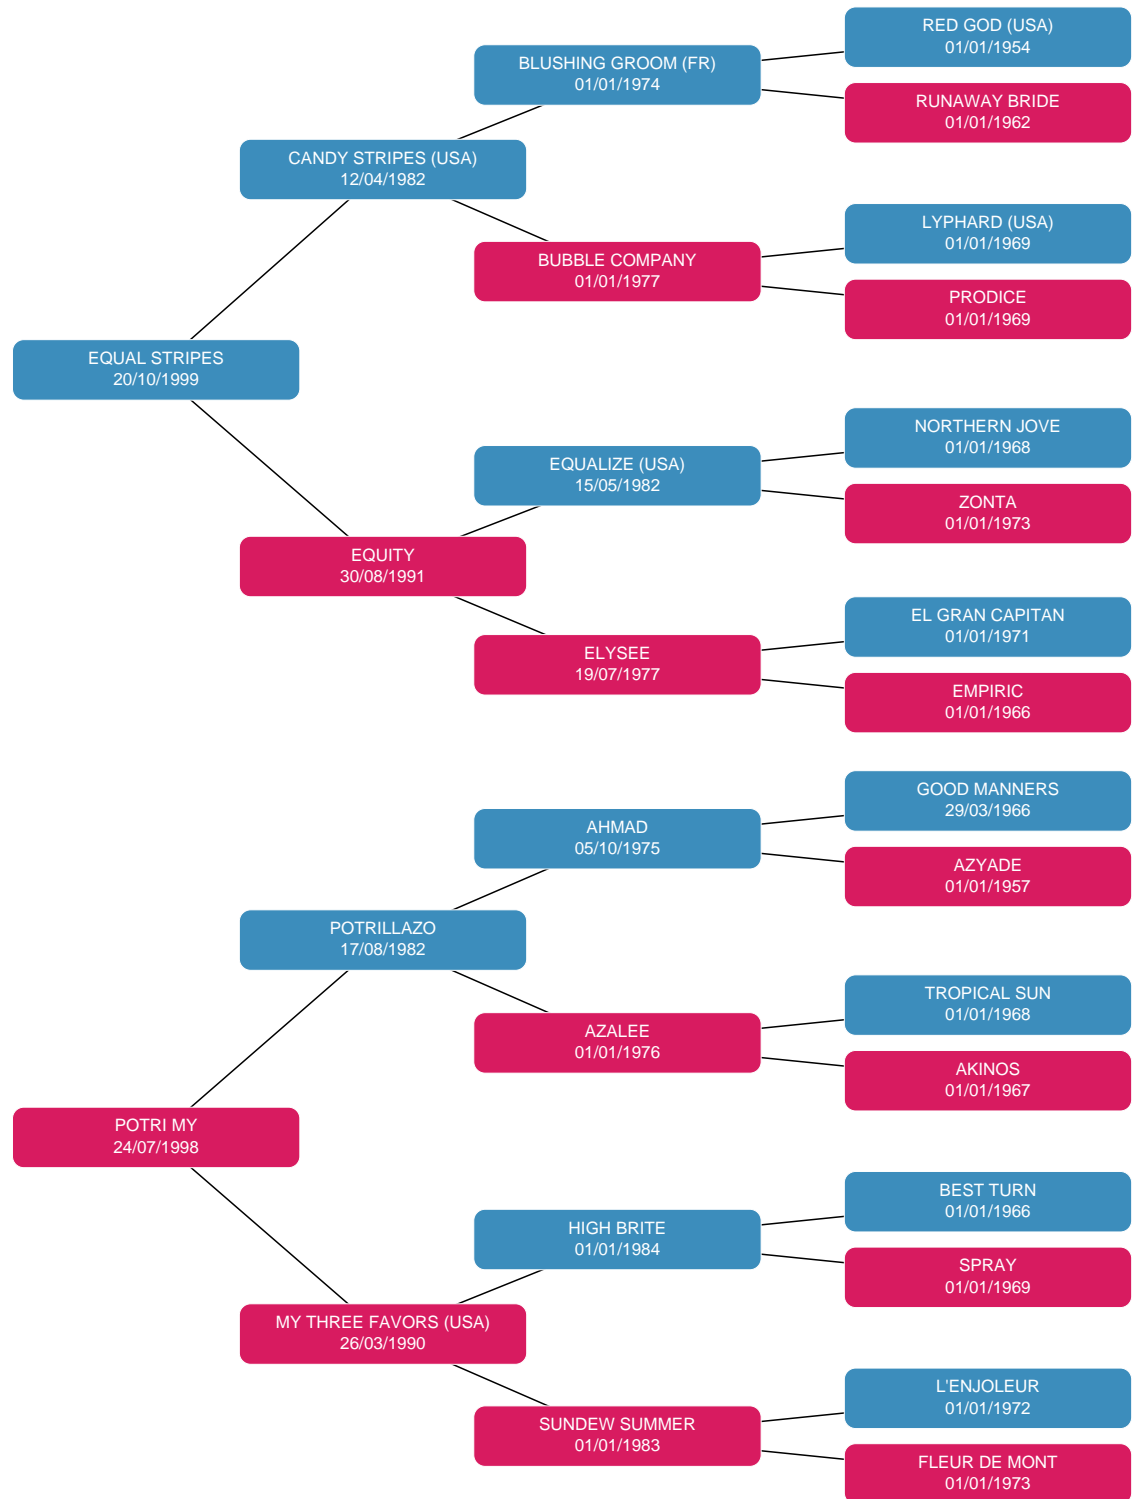 RED GOD (USA)
01/01/1954
BLUSHING GROOM (FR)
01/01/1974
RUNAWAY BRIDE
01/01/1962
CANDY STRIPES (USA)
12/04/1982
LYPHARD (USA)
01/01/1969
BUBBLE COMPANY
01/01/1977
PRODICE
01/01/1969
EQUAL STRIPES
20/10/1999
NORTHERN JOVE
01/01/1968
EQUALIZE (USA)
15/05/1982
ZONTA
01/01/1973
EQUITY
30/08/1991
EL GRAN CAPITAN
01/01/1971
ELYSEE
19/07/1977
EMPIRIC
01/01/1966
GOOD MANNERS
29/03/1966
AHMAD
05/10/1975
AZYADE
01/01/1957
POTRILLAZO
17/08/1982
TROPICAL SUN
01/01/1968
AZALEE
01/01/1976
AKINOS
01/01/1967
POTRI MY
24/07/1998
BEST TURN
01/01/1966
HIGH BRITE
01/01/1984
SPRAY
01/01/1969
MY THREE FAVORS (USA)
26/03/1990
L'ENJOLEUR
01/01/1972
SUNDEW SUMMER
01/01/1983
FLEUR DE MONT
01/01/1973